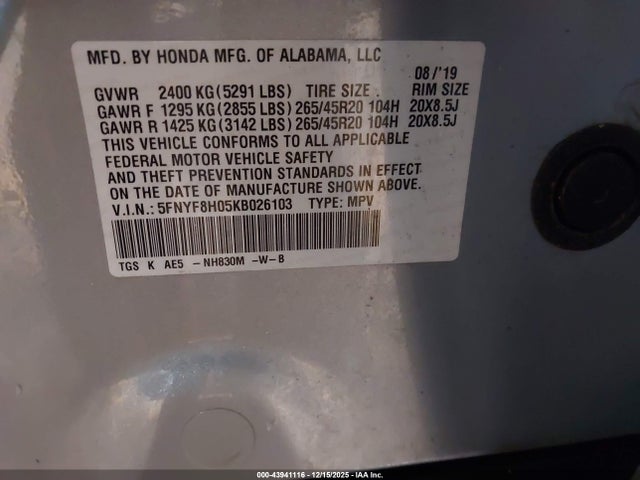 MFD. BY HONDA MFG. OF ALABAMA, LLC
08/'19
GVWR 2400 KG(5291 LBS) TIRE SIZE RIM SIZE
GAWR F 1295 KG(2855 LBS)265/45R20 104H 20X8.5J
GAWR R 1425 KG(3142 LBS)265/45R20 104H 20X8.5J
THIS VEHICLE CONFORMS TO ALL APPLICABLE
FEDERAL MOTOR VEHICLE SAFETY
AND THEFT PREVENTION STANDARDS IN EFFECT
ON THE DATE OF MANUFACTURE SHOWN ABOVE.
V.I.N.: 5FNYF8H05KB026103 TYPE: MPV
TGS K AE5 -NH830M -W-B
000-43941116 | 12/15/2025 | IAA Inc.